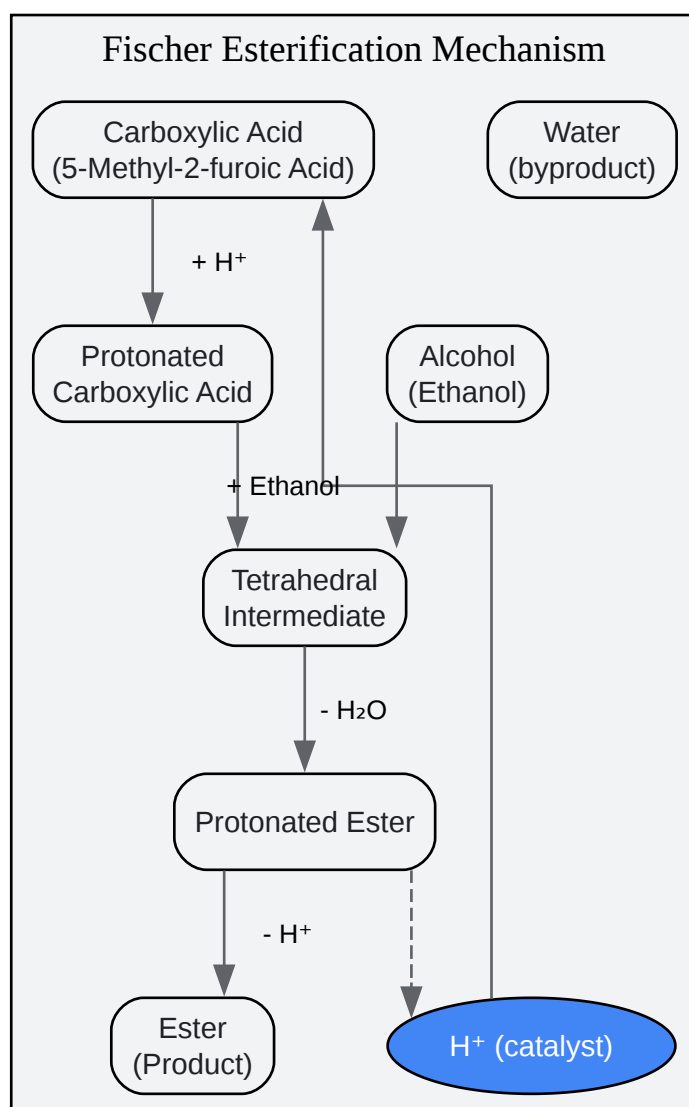 Fischer Esterification Mechanism
Carboxylic Acid
(5-Methyl-2-furoic Acid)
Water
(byproduct)
+ H⁺
Protonated
Carboxylic Acid
Alcohol
(Ethanol)
+ Ethanol
Tetrahedral
Intermediate
- H₂O
Protonated Ester
- H⁺
Ester
(Product)
H⁺ (catalyst)